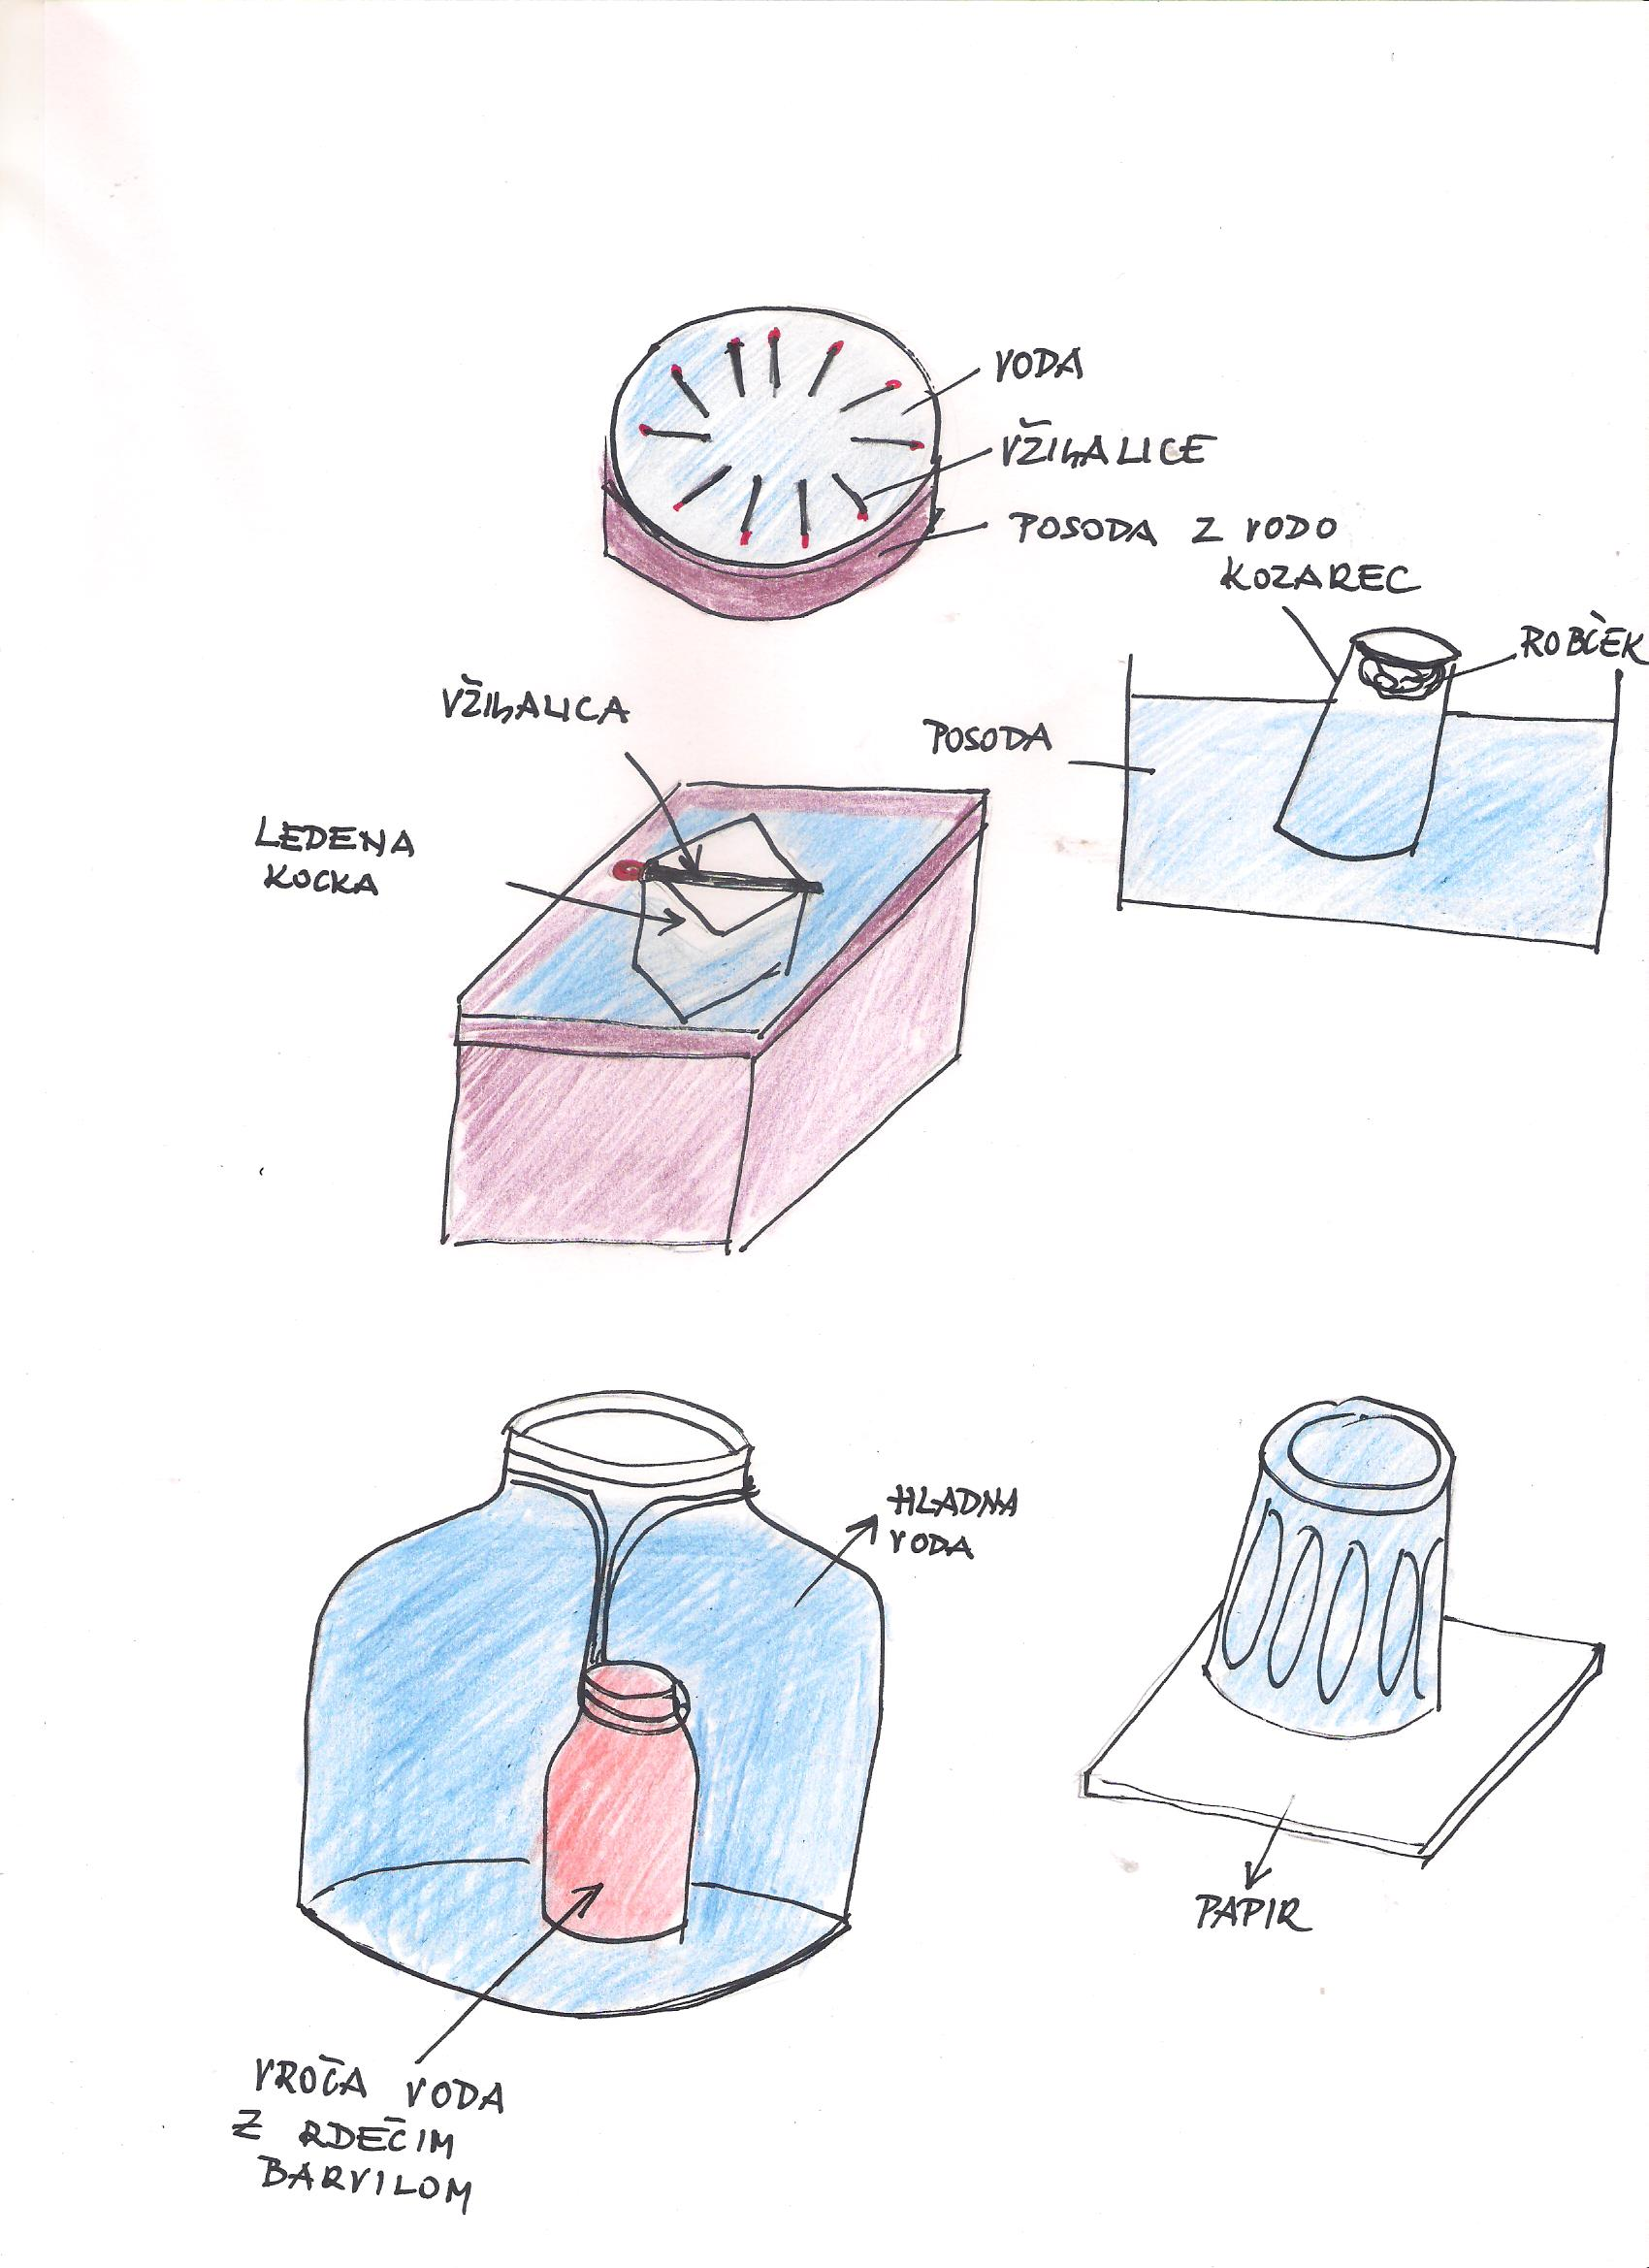 VODA
VŽIGALICE
POSODA Z VODO
KOZAREC
ROBČEK
VŽIGALICA
POSODA
LEDENA
KOCKA
HLADNA
VODA
PAPIR
VROČA VODA
Z RDEČIM
BARVILOM